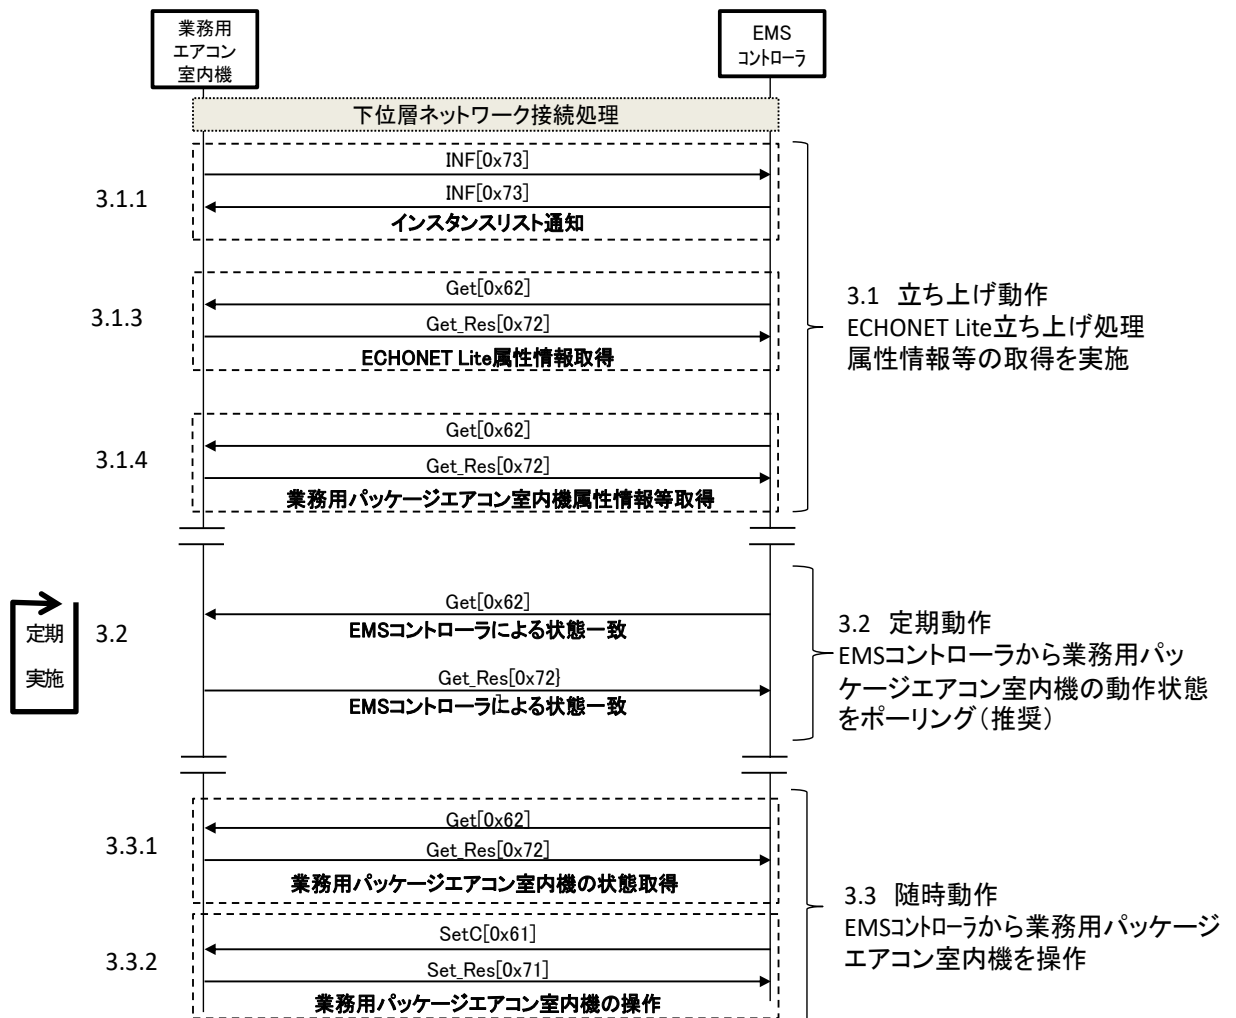 業務用
エアコン
室内機
EMS
コントローラ
下位層ネットワーク接続処理
3.1.1
INF[0x73]
INF[0x73]
インスタンスリスト通知
3.1.3
Get[0x62]
Get_Res[0x72]
ECHONET Lite属性情報取得
3.1.4
Get[0x62]
Get_Res[0x72]
業務用パッケージエアコン室内機属性情報等取得
3.1 立ち上げ動作
ECHONET Lite立ち上げ処理
属性情報等の取得を実施
定期
実施
3.2
Get[0x62]
EMSコントローラによる状態一致
Get_Res[0x72}
EMSコントローラによる状態一致
3.2 定期動作
EMSコントローラから業務用パッ
ケージエアコン室内機の動作状態
をポーリング（推奨）
3.3.1
Get[0x62]
Get_Res[0x72]
業務用パッケージエアコン室内機の状態取得
3.3.2
SetC[0x61]
Set_Res[0x71]
業務用パッケージエアコン室内機の操作
3.3 随時動作
EMSコントローラから業務用パッケージ
エアコン室内機を操作